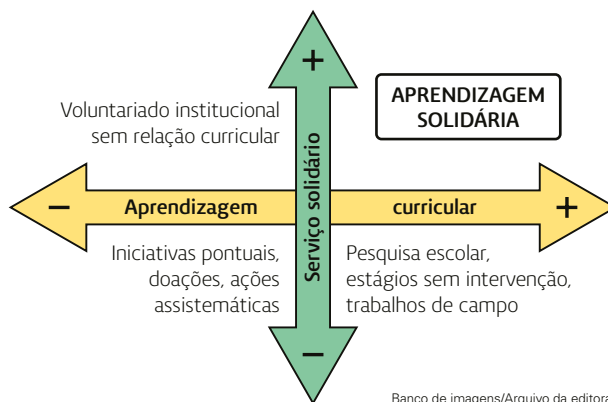 +
Voluntariado institucional
sem relação curricular
APRENDIZAGEM
SOLIDÁRIA
− Aprendizagem curricular +
Serviço solidário
Iniciativas pontuais,
doações, ações
assistemáticas
Pesquisa escolar,
estágios sem intervenção,
trabalhos de campo
−
Banco de imagens/Arquivo da editora